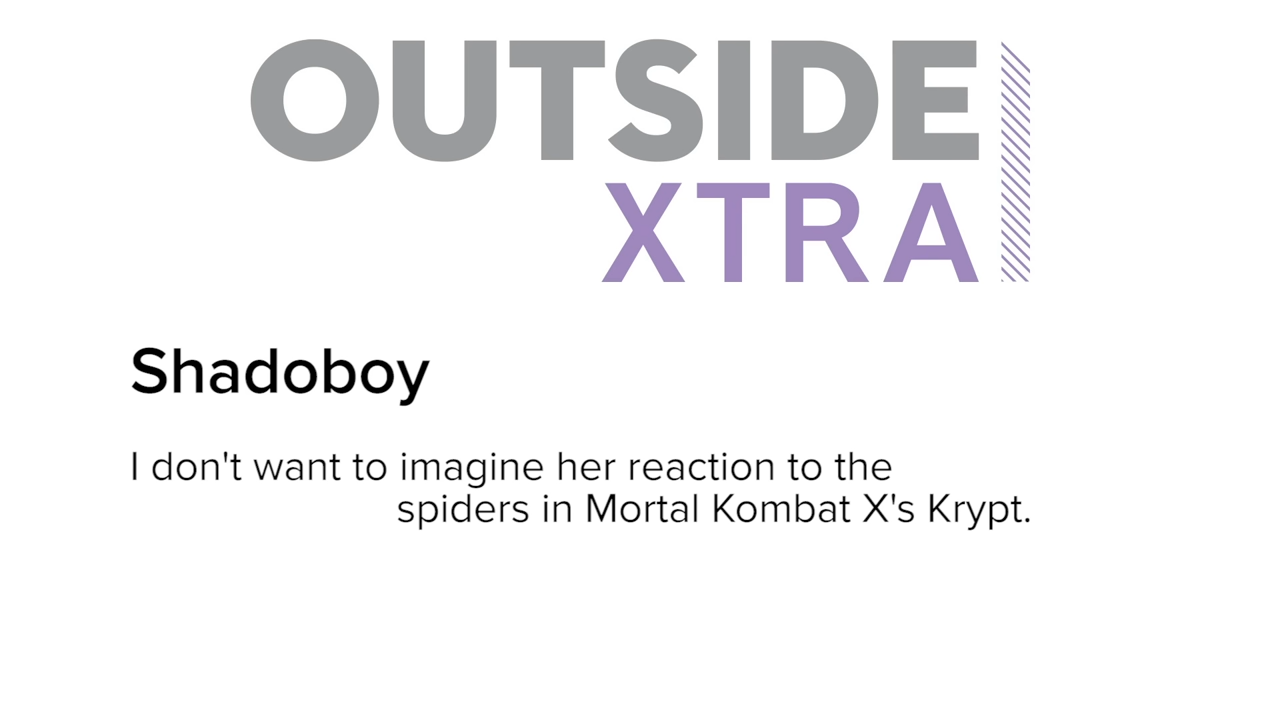 OUTSIDE
XTRA
Shadoboy
I don't want to imagine her reaction to the
spiders in Mortal Kombat X's Krypt.